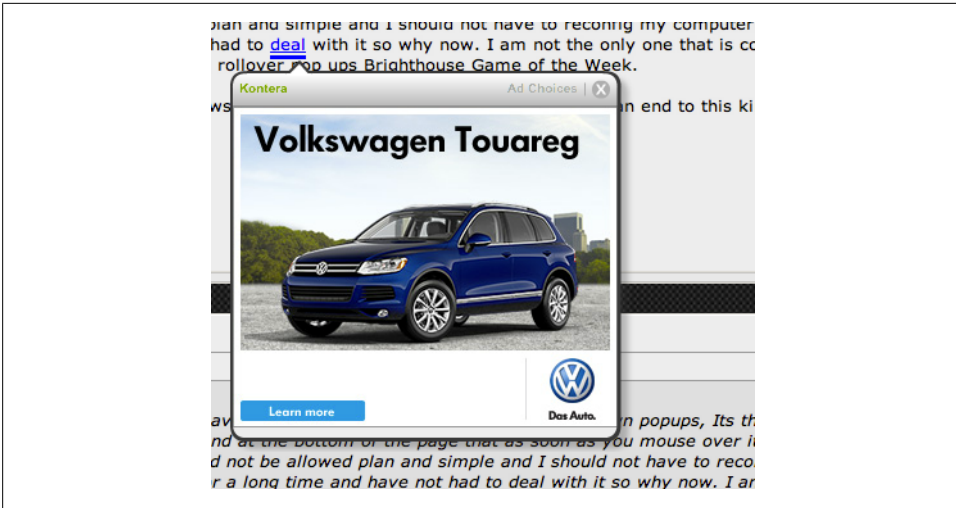 plan and simple and I should not have to reconfig my computer
had to deal with it so why now. I am not the only one that is co
rollover pop ups Brighthouse Game of the Week.
Kontera
Ad Choices |
ws
an end to this ki
Volkswagen Touareg
Das Auto.
Learn more
av
n popups, Its th
nd at the bottom of the page that as soon as you mouse over i
d not be allowed plan and simple and I should not have to reco
r a long time and have not had to deal with it so why now. I ar